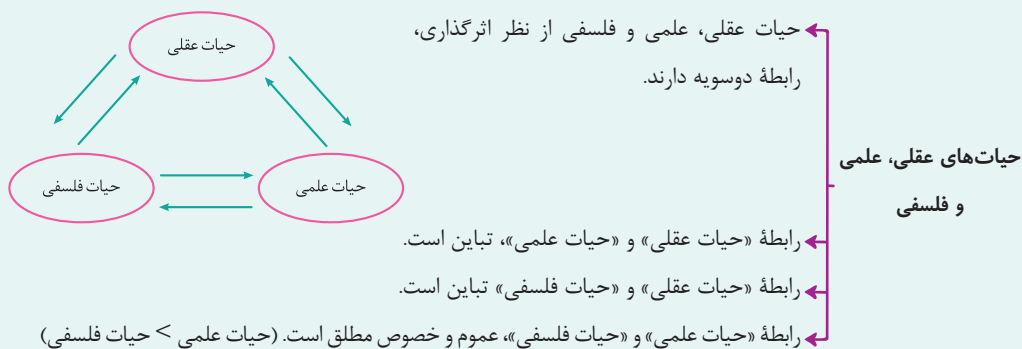 حیات‌های عقلی، علمی
و فلسفی
حیات عقلی، علمی و فلسفی از نظر اثرگذاری،
رابطهٔ دوسویه دارند.
حیات عقلی
حیات علمی
حیات فلسفی
رابطهٔ «حیات عقلی» و «حیات علمی»، تباین است.
رابطهٔ «حیات عقلی» و «حیات فلسفی» تباین است.
رابطهٔ «حیات علمی» و «حیات فلسفی»، عموم و خصوص مطلق است. (حیات علمی > حیات فلسفی)